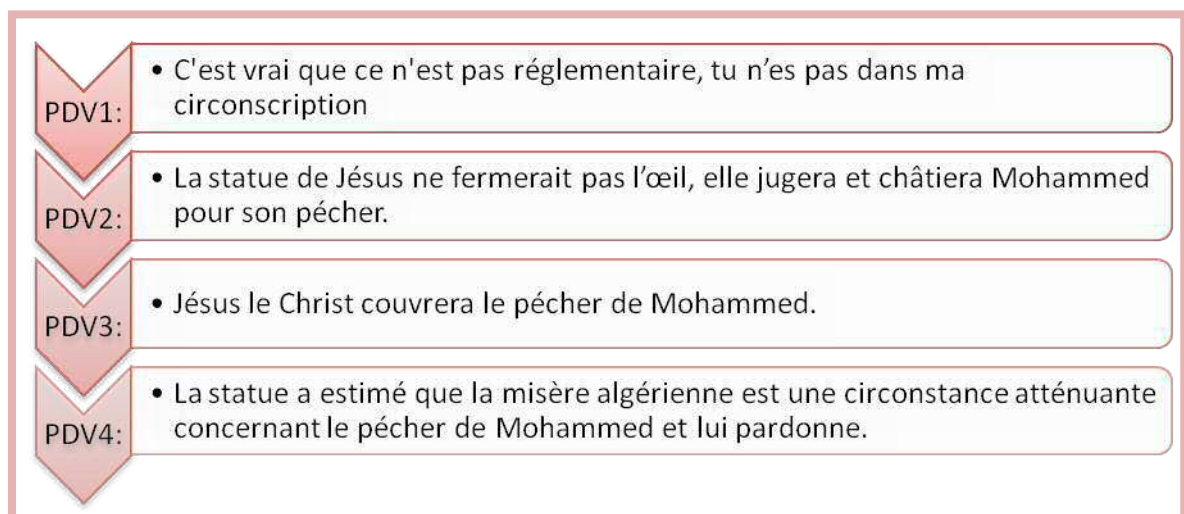 PDV1:
• C'est vrai que ce n'est pas réglementaire, tu n’es pas dans ma
circonscription
PDV2:
• La statue de Jésus ne fermerait pas l’œil, elle jugera et châtiera Mohammed
pour son pécher.
PDV3:
• Jésus le Christ couvrera le pécher de Mohammed.
PDV4:
• La statue a estimé que la misère algérienne est une circonstance atténuante
concernant le pécher de Mohammed et lui pardonne.